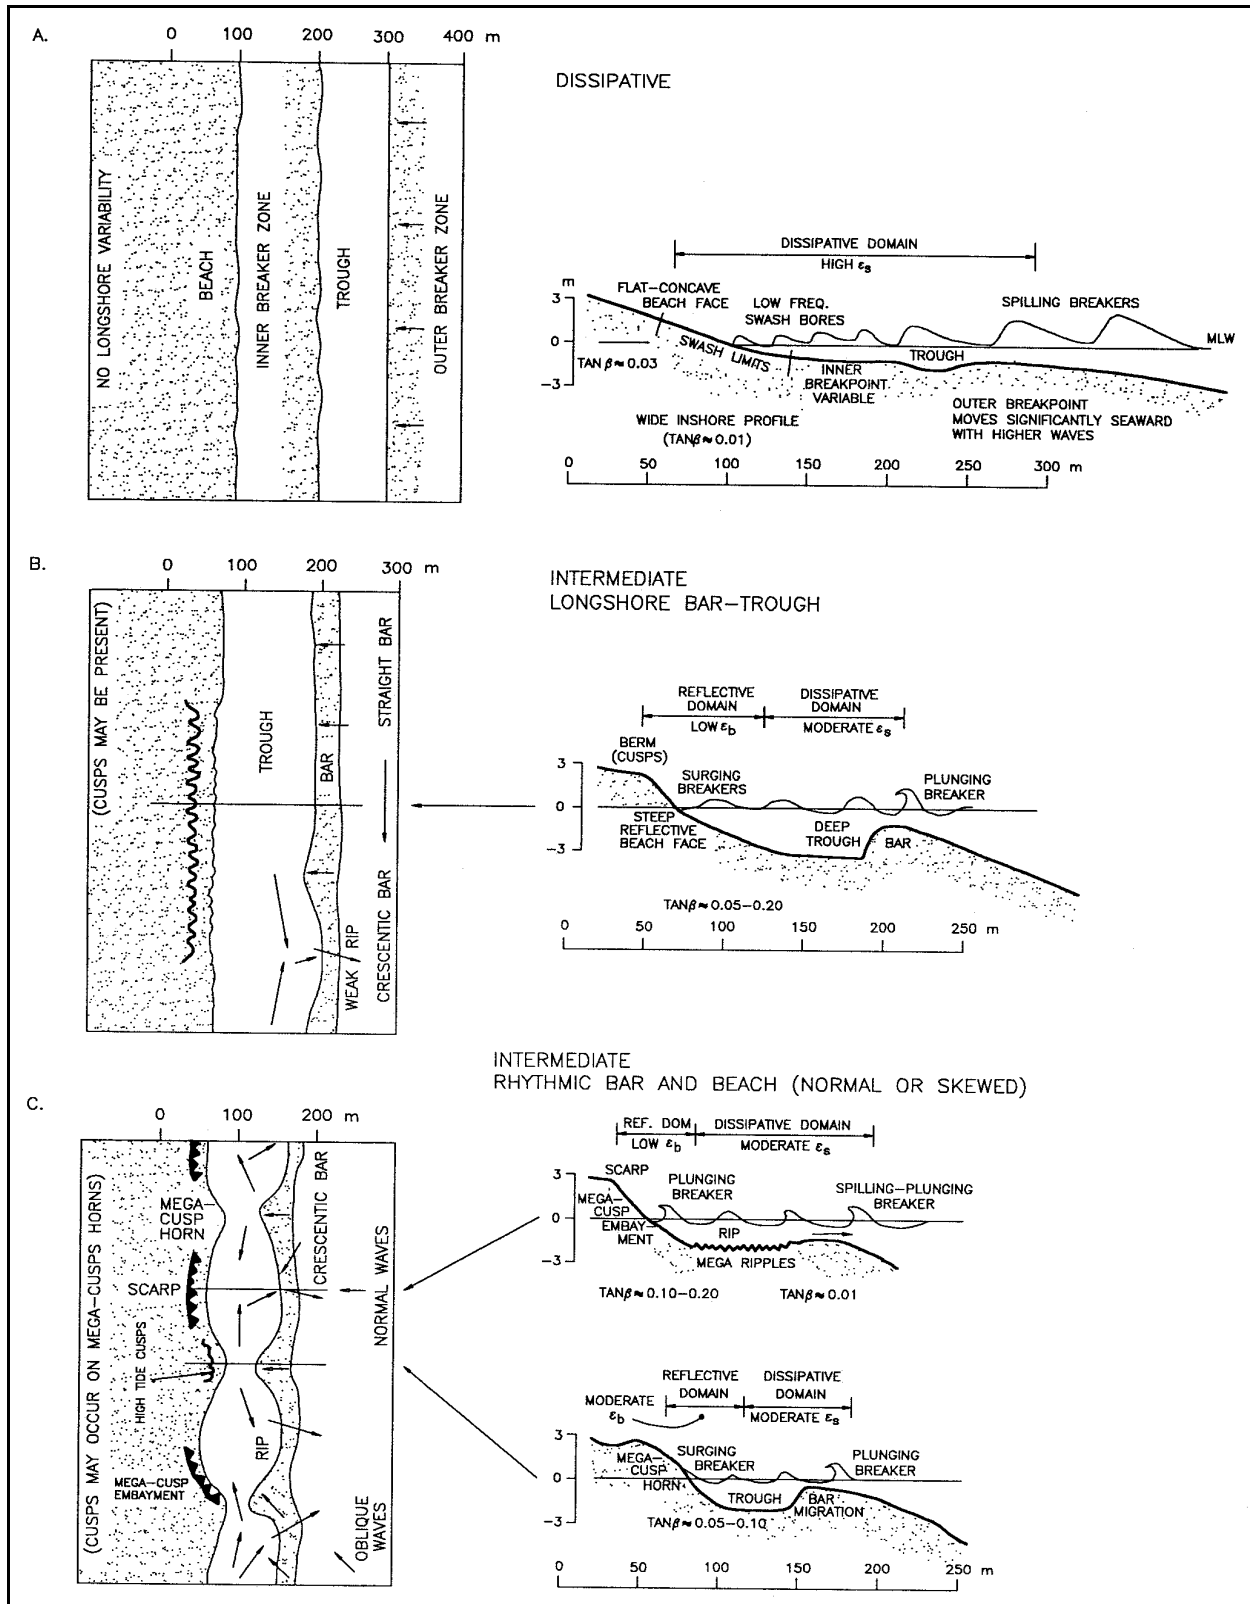 A.
0 100 200 300 400 m
NO LONGSHORE VARIABILITY
BEACH
INNER BREAKER ZONE
TROUGH
OUTER BREAKER ZONE
DISSIPATIVE
DISSIPATIVE DOMAIN
HIGH εs
m
3
0
-3
FLAT-CONCAVE
BEACH FACE
LOW FREQ.
SWASH BORES
SPILLING BREAKERS
MLW
TAN β≈0.03
SWASH LIMITS
INNER
BREAKPOINT
VARIABLE
TROUGH
WIDE INSHORE PROFILE
(TANβ≈0.01)
OUTER BREAKPOINT
MOVES SIGNIFICANTLY SEAWARD
WITH HIGHER WAVES
0 50 100 150 200 250 300 m
B.
0 100 200 300 m
(CUSPS MAY BE PRESENT)
TROUGH
BAR
STRAIGHT BAR
CRESCENTIC BAR
WEAK RIP
INTERMEDIATE
LONGSHORE BAR-TROUGH
REFLECTIVE
DOMAIN
LOW εb
DISSIPATIVE
DOMAIN
MODERATE εs
3
0
-3
BERM
(CUSPS)
SURGING
BREAKERS
PLUNGING
BREAKER
STEEP
REFLECTIVE
BEACH FACE
DEEP
TROUGH
BAR
TANβ≈0.05-0.20
0 50 100 150 200 250 m
INTERMEDIATE
RHYTHMIC BAR AND BEACH (NORMAL OR SKEWED)
C.
0 100 200 m
(CUSPS MAY OCCUR ON MEGA-CUSPS HORNS)
MEGA-
CUSP
HORN
SCARP
HIGH TIDE CUSPS
MEGA-CUSP
EMBAYMENT
RIP
CRESCENTIC BAR
NORMAL WAVES
OBLIQUE
WAVES
REF. DOM
LOW εb
DISSIPATIVE DOMAIN
MODERATE εs
3
0
-3
SCARP
MEGA-
CUSP
EMBAY-
MENT
PLUNGING
BREAKER
SPILLING-PLUNGING
BREAKER
RIP
MEGA RIPPLES
TANβ≈0.10-0.20
TANβ≈0.01
REFLECTIVE
DOMAIN
DISSIPATIVE
DOMAIN
MODERATE εs
MODERATE
εb
3
0
-3
MEGA-
CUSP
HORN
SURGING
BREAKER
PLUNGING
BREAKER
TROUGH
BAR
MIGRATION
TANβ≈0.05-0.10
0 50 100 150 200 250 m